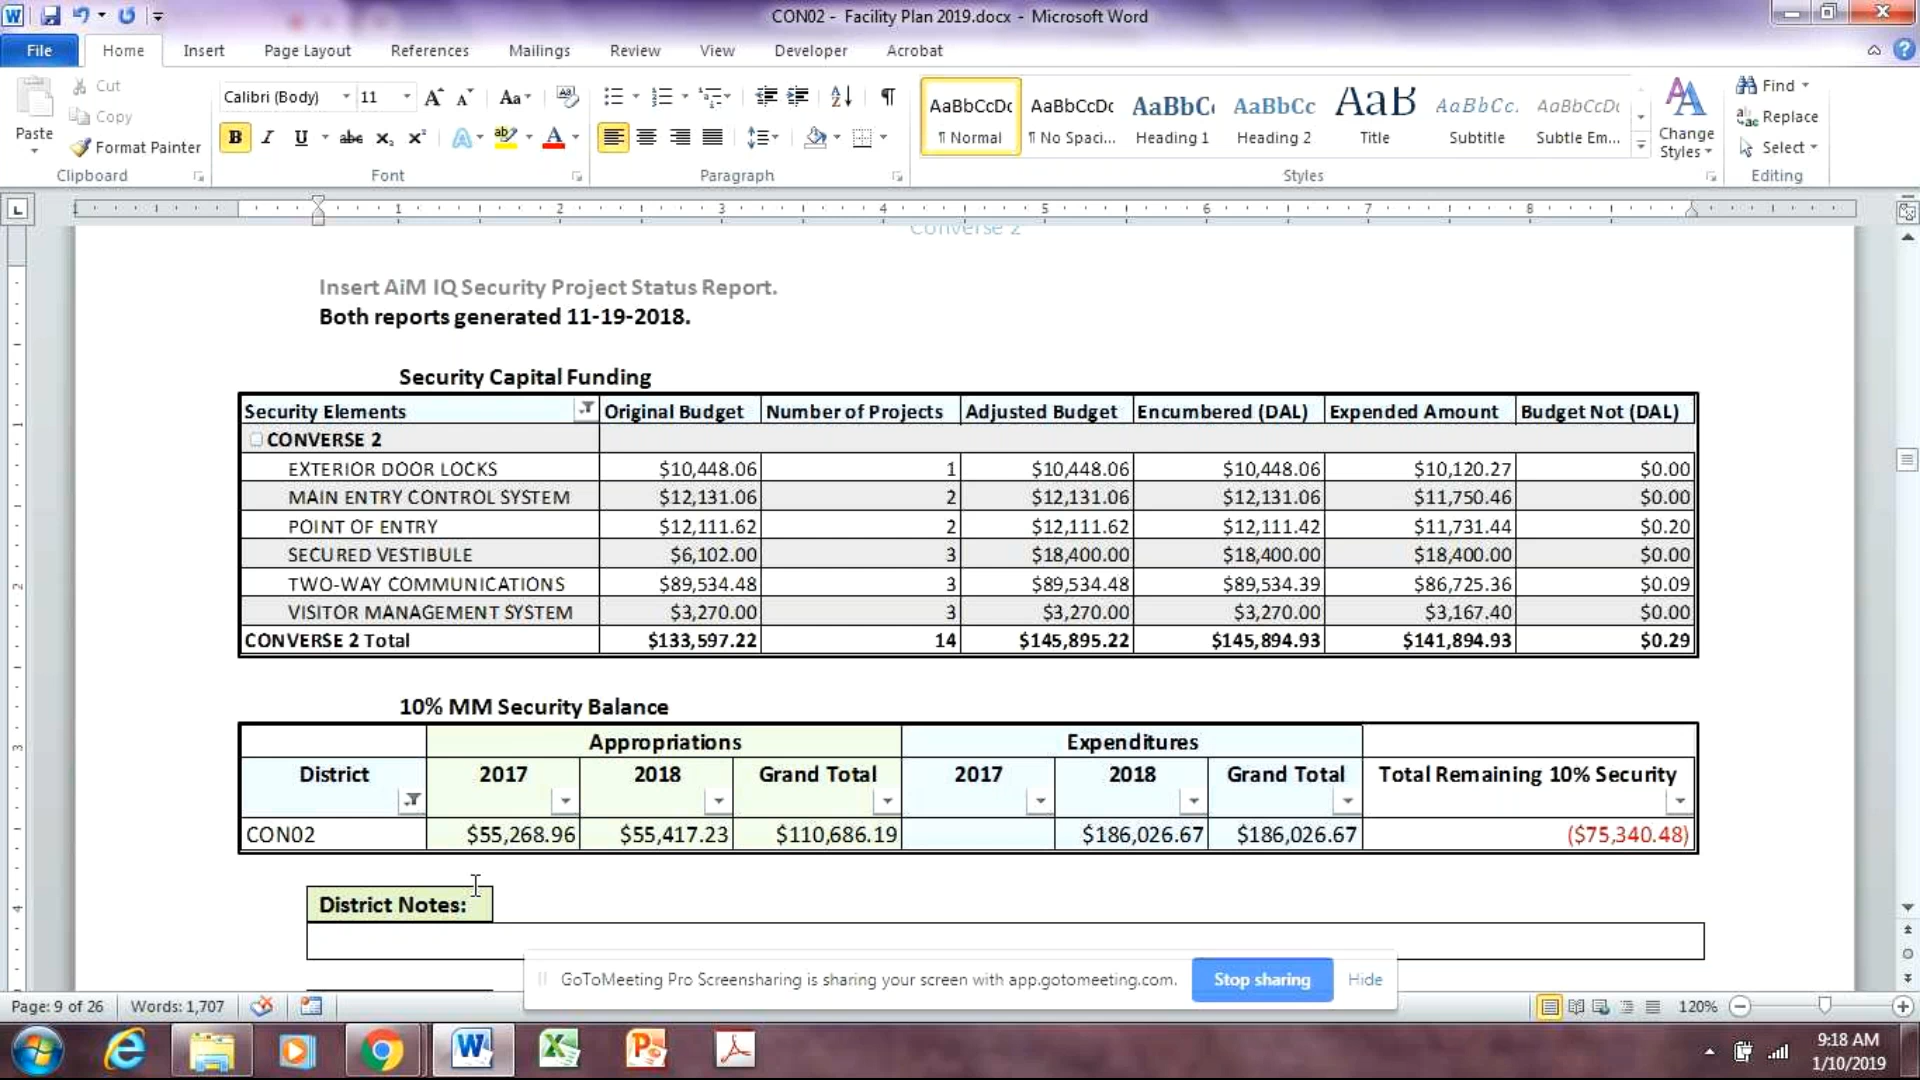 CON02 - Facility Plan 2019.docx - Microsoft Word
File Home Insert Page Layout References Mailings Review View Developer Acrobat
Cut
Copy
Format Painter
Paste
Clipboard
Calibri (Body) 11
Font
Paragraph
AaBbCcDc AaBbCcDc AaBbC AaBbCc AaB AaBbCc. AaBbCcDc
¶ Normal ¶ No Spaci... Heading 1 Heading 2 Title Subtitle Subtle Em...
Change Styles
Styles
Find
Replace
Select
Editing
1 1 2 3 4 5 6 7 8
Converse 2
Insert AiM IQ Security Project Status Report.
Both reports generated 11-19-2018.
Security Capital Funding
Security Elements Original Budget Number of Projects Adjusted Budget Encumbered (DAL) Expended Amount Budget Not (DAL)
CONVERSE 2
EXTERIOR DOOR LOCKS $10,448.06 1 $10,448.06 $10,448.06 $10,120.27 $0.00
MAIN ENTRY CONTROL SYSTEM $12,131.06 2 $12,131.06 $12,131.06 $11,750.46 $0.00
POINT OF ENTRY $12,111.62 2 $12,111.62 $12,111.42 $11,731.44 $0.20
SECURED VESTIBULE $6,102.00 3 $18,400.00 $18,400.00 $18,400.00 $0.00
TWO-WAY COMMUNICATIONS $89,534.48 3 $89,534.48 $89,534.39 $86,725.36 $0.09
VISITOR MANAGEMENT SYSTEM $3,270.00 3 $3,270.00 $3,270.00 $3,167.40 $0.00
CONVERSE 2 Total $133,597.22 14 $145,895.22 $145,894.93 $141,894.93 $0.29
10% MM Security Balance
Appropriations Expenditures
District 2017 2018 Grand Total 2017 2018 Grand Total Total Remaining 10% Security
CON02 $55,268.96 $55,417.23 $110,686.19 $186,026.67 $186,026.67 ($75,340.48)
District Notes:
GoToMeeting Pro Screensharing is sharing your screen with app.gotomeeting.com. Stop sharing Hide
Page: 9 of 26 Words: 1,707 120%
9:18 AM
1/10/2019